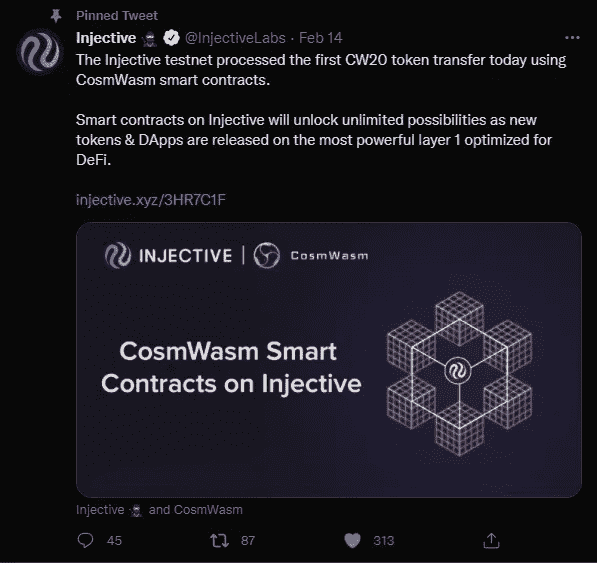 Pinned Tweet
Injective 🥷 @InjectiveLabs · Feb 14
The Injective testnet processed the first CW20 token transfer today using
CosmWasm smart contracts.
Smart contracts on Injective will unlock unlimited possibilities as new
tokens & DApps are released on the most powerful layer 1 optimized for
DeFi.
injective.xyz/3HR7C1F
INJECTIVE | CosmWasm
CosmWasm Smart
Contracts on Injective
Injective 🥷 and CosmWasm
45 87 313